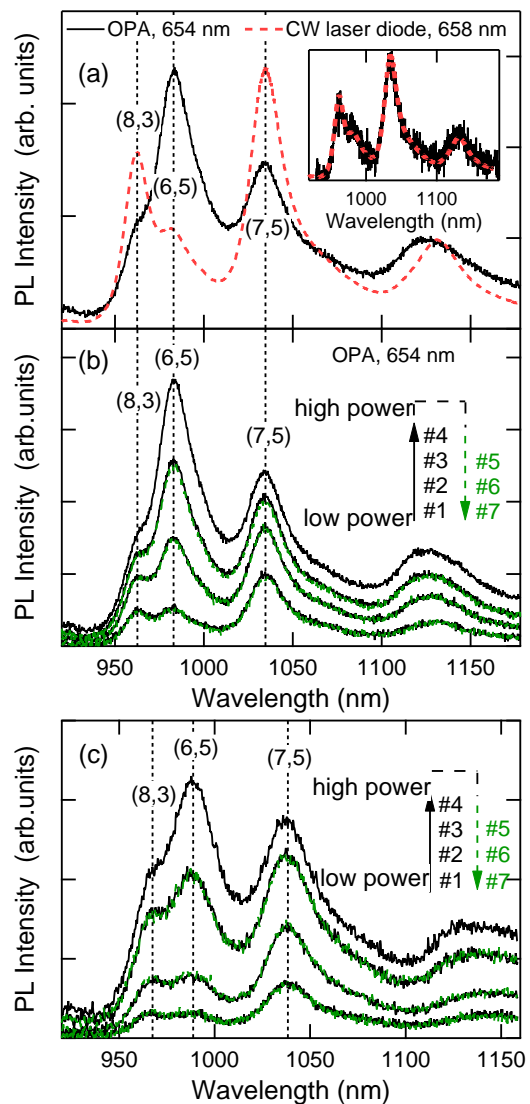 OPA, 654 nm
CW laser diode, 658 nm
(a)
(8,3)
(6,5)
(7,5)
PL Intensity (arb. units)
1000
1100
Wavelength (nm)
(b)
OPA, 654 nm
(6,5)
(8,3)
(7,5)
high power
#4
#3
#2
#1
low power
#5
#6
#7
PL Intensity (arb.units)
950
1000
1050
1100
1150
Wavelength (nm)
(c)
(6,5)
(7,5)
(8,3)
high power
#4
#3
#2
#1
low power
#5
#6
#7
PL Intensity (arb.units)
950
1000
1050
1100
1150
Wavelength (nm)